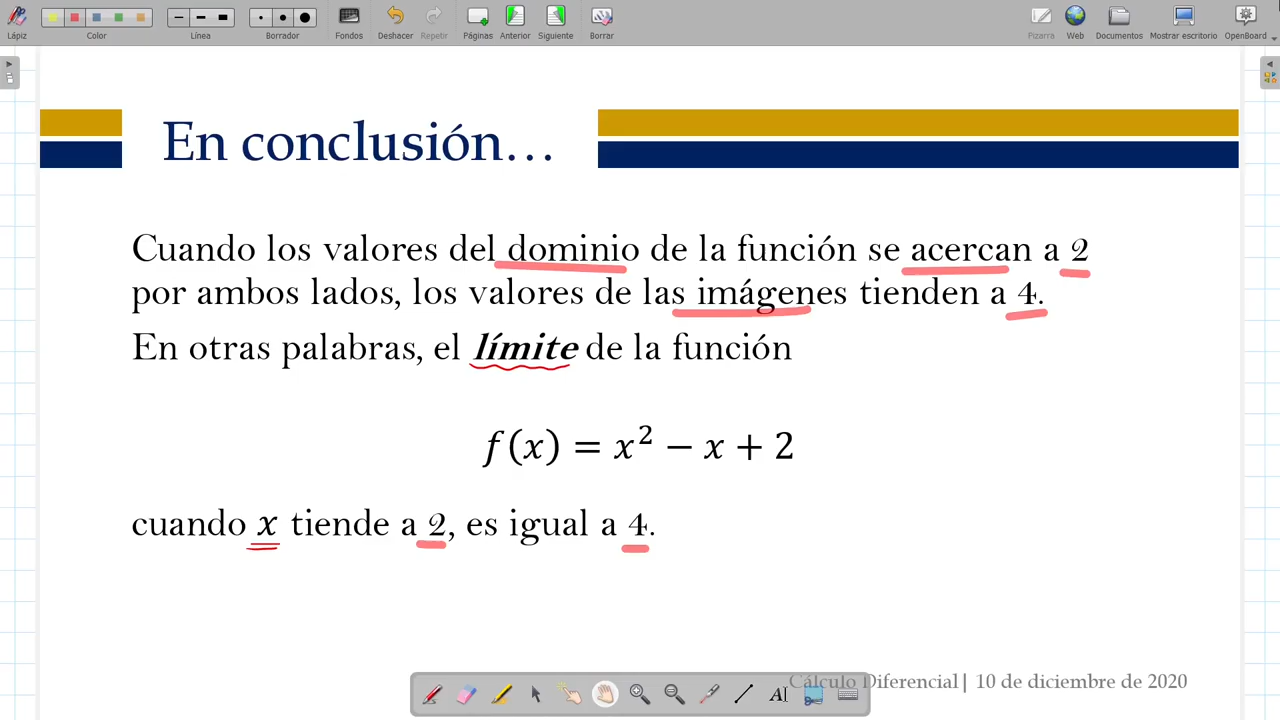 Lápiz Color Línea Borrador Fondos Deshacer Repetir Páginas Anterior Siguiente Borrar Pizarra Web Documentos Mostrar escritorio OpenBoard
En conclusión…
Cuando los valores del dominio de la función se acercan a 2
por ambos lados, los valores de las imágenes tienden a 4.
En otras palabras, el límite de la función
f(x) = x² − x + 2
cuando x tiende a 2, es igual a 4.
Cálculo Diferencial| 10 de diciembre de 2020